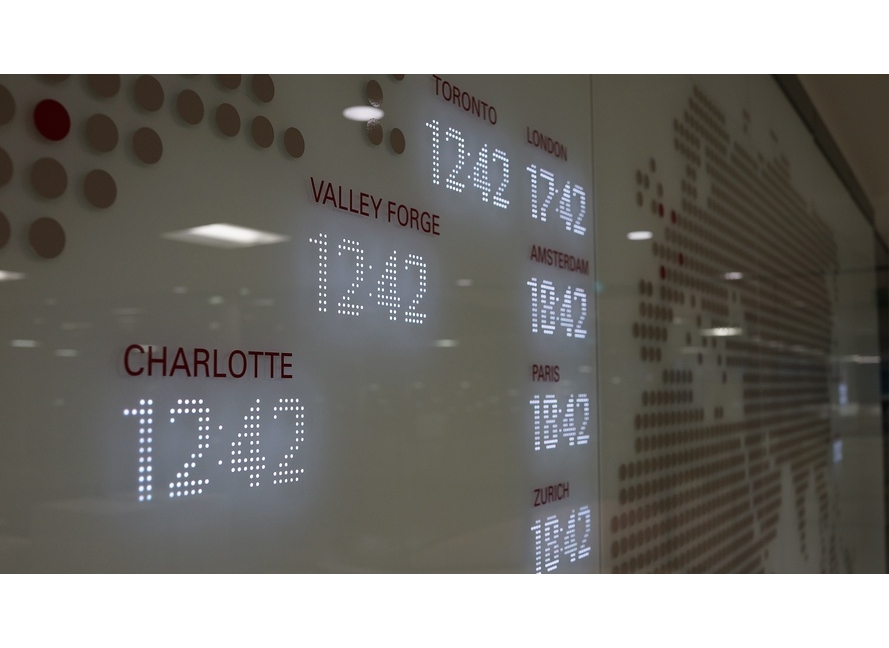 TORONTO
12:42
LONDON
17:42
VALLEY FORGE
12:42
AMSTERDAM
18:42
CHARLOTTE
12:42
PARIS
18:42
ZURICH
18:42